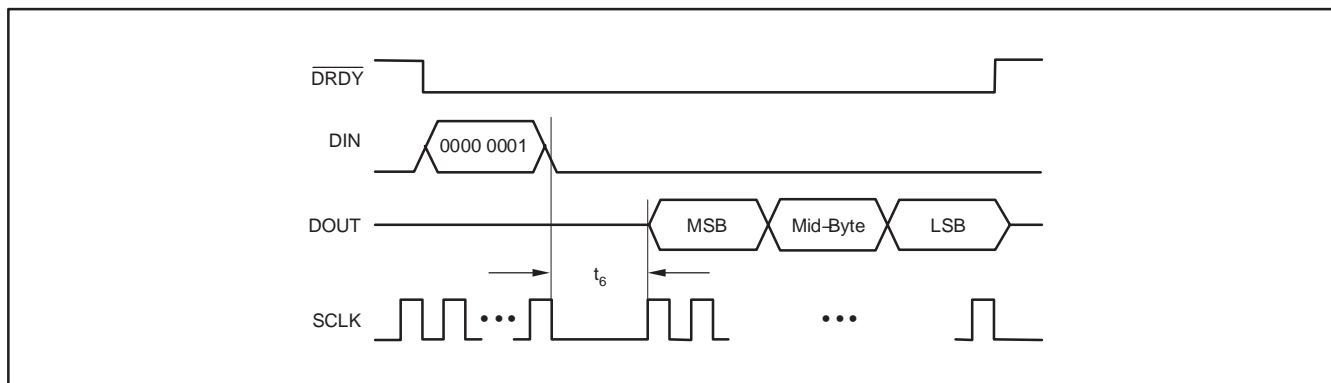 DRDY
DIN
0000 0001
DOUT
MSB
Mid–Byte
LSB
t6
SCLK